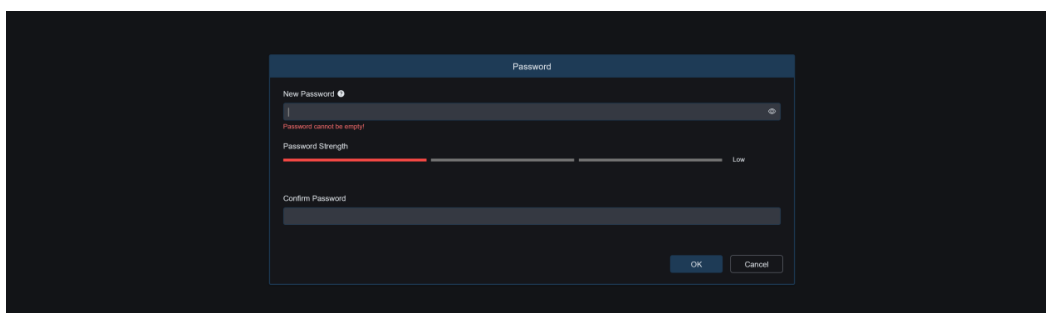 Password
New Password
Password cannot be empty!
Password Strength
Low
Confirm Password
OK
Cancel